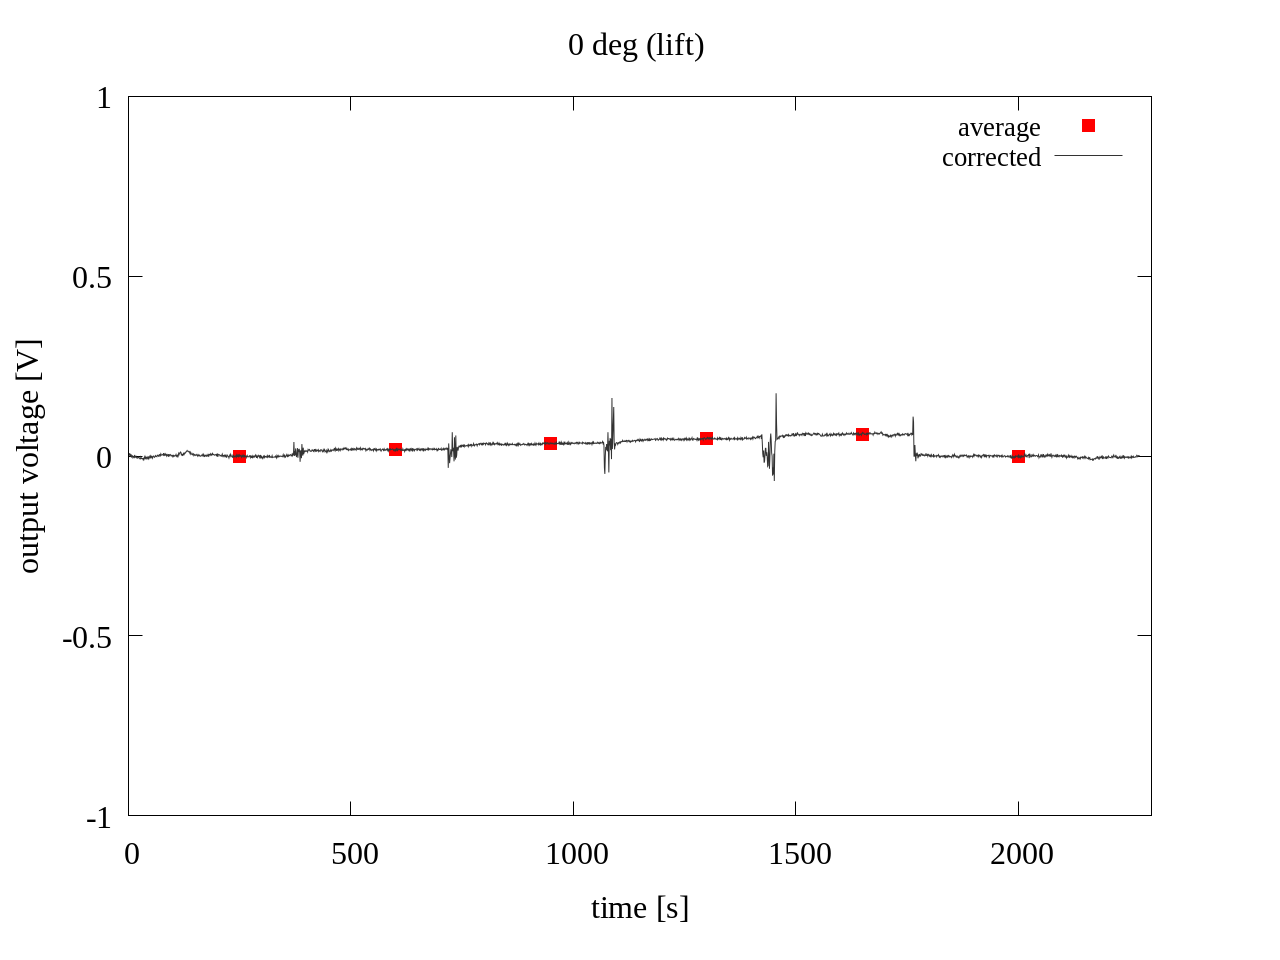 0 deg (lift)
average
corrected
1
0.5
0
-0.5
-1
output voltage [V]
0 500 1000 1500 2000
time [s]